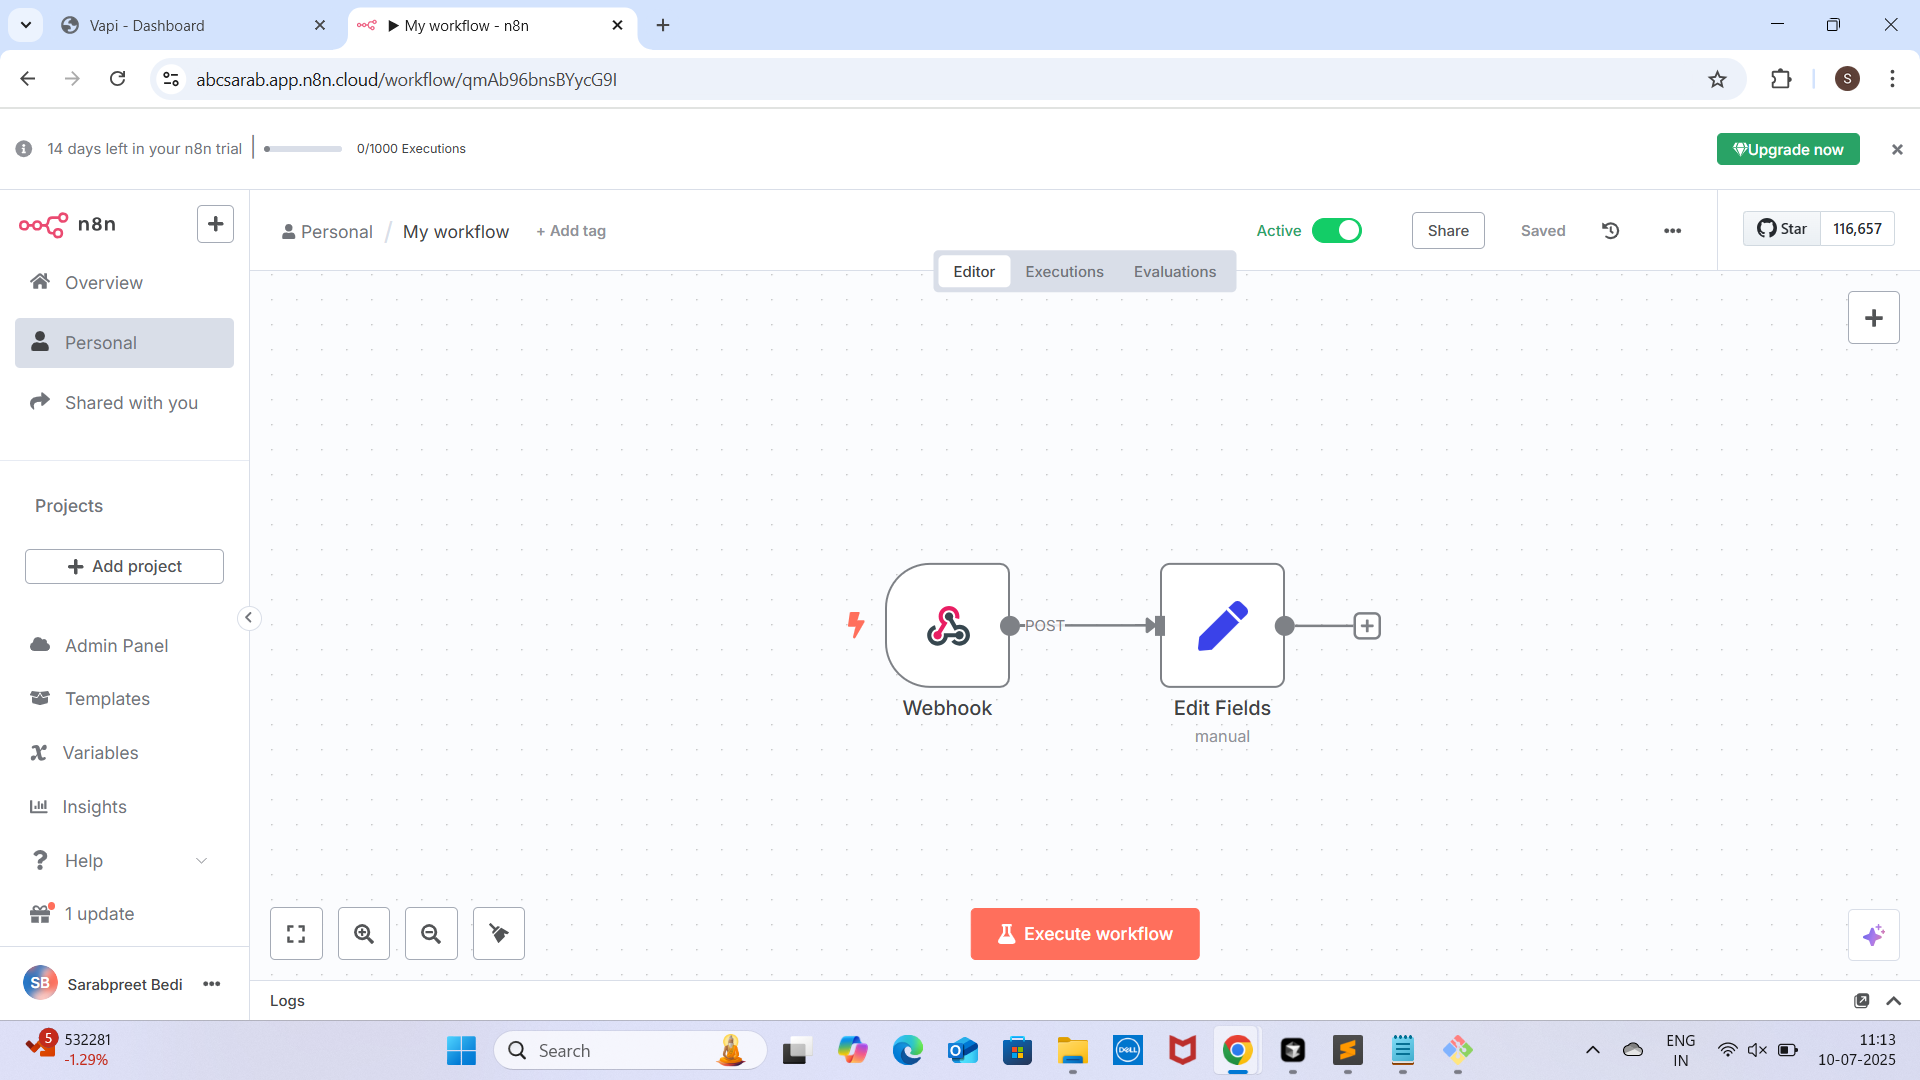 Vapi - Dashboard
▶ My workflow - n8n
abcsarab.app.n8n.cloud/workflow/qmAb96bnsBYycG9I
S
14 days left in your n8n trial
0/1000 Executions
Upgrade now
n8n
Personal / My workflow
+ Add tag
Active
Share
Saved
Star
116,657
Editor
Executions
Evaluations
Overview
Personal
Shared with you
Projects
Add project
Admin Panel
Templates
Variables
Insights
Help
1 update
SB
Sarabpreet Bedi
POST
Webhook
Edit Fields
manual
Execute workflow
Logs
5
532281
-1.29%
Search
DELL
ENG
IN
11:13
10-07-2025